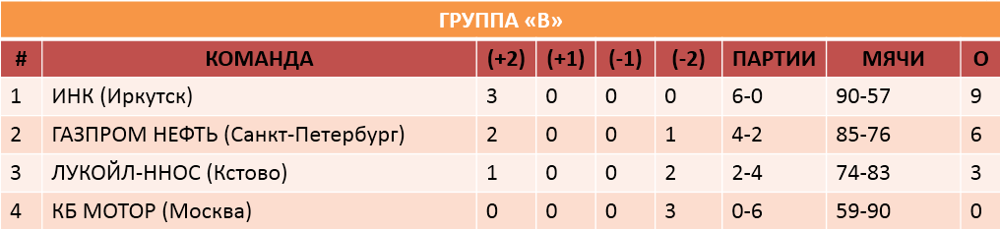 ГРУППА «В»
# КОМАНДА (+2) (+1) (-1) (-2) ПАРТИИ МЯЧИ О
1 ИНК (Иркутск) 3 0 0 0 6-0 90-57 9
2 ГАЗПРОМ НЕФТЬ (Санкт-Петербург) 2 0 0 1 4-2 85-76 6
3 ЛУКОЙЛ-ННОС (Кстово) 1 0 0 2 2-4 74-83 3
4 КБ МОТОР (Москва) 0 0 0 3 0-6 59-90 0